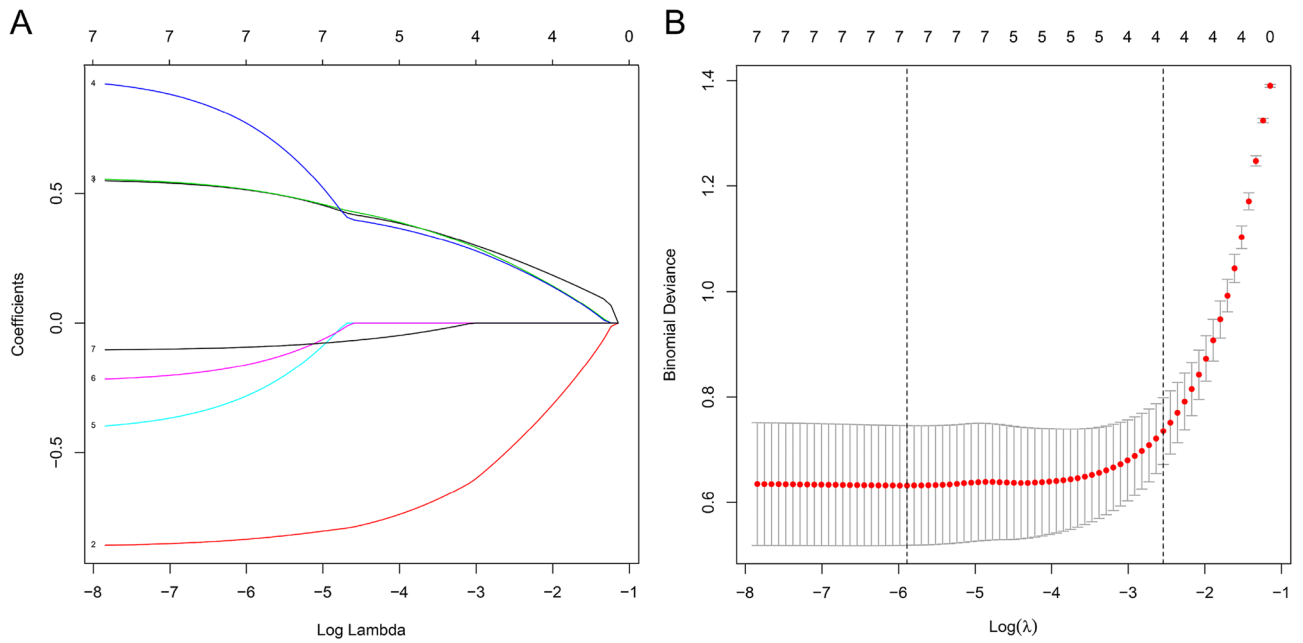 A
7 7 7 7 5 4 4 0
4
3
7
6
5
2
0.5
0.0
−0.5
Coefficients
−8 −7 −6 −5 −4 −3 −2 −1
Log Lambda
B
7 7 7 7 7 7 7 7 7 5 5 5 5 4 4 4 4 4 0
1.4
1.2
1.0
0.8
0.6
Binomial Deviance
−8 −7 −6 −5 −4 −3 −2 −1
Log(λ)